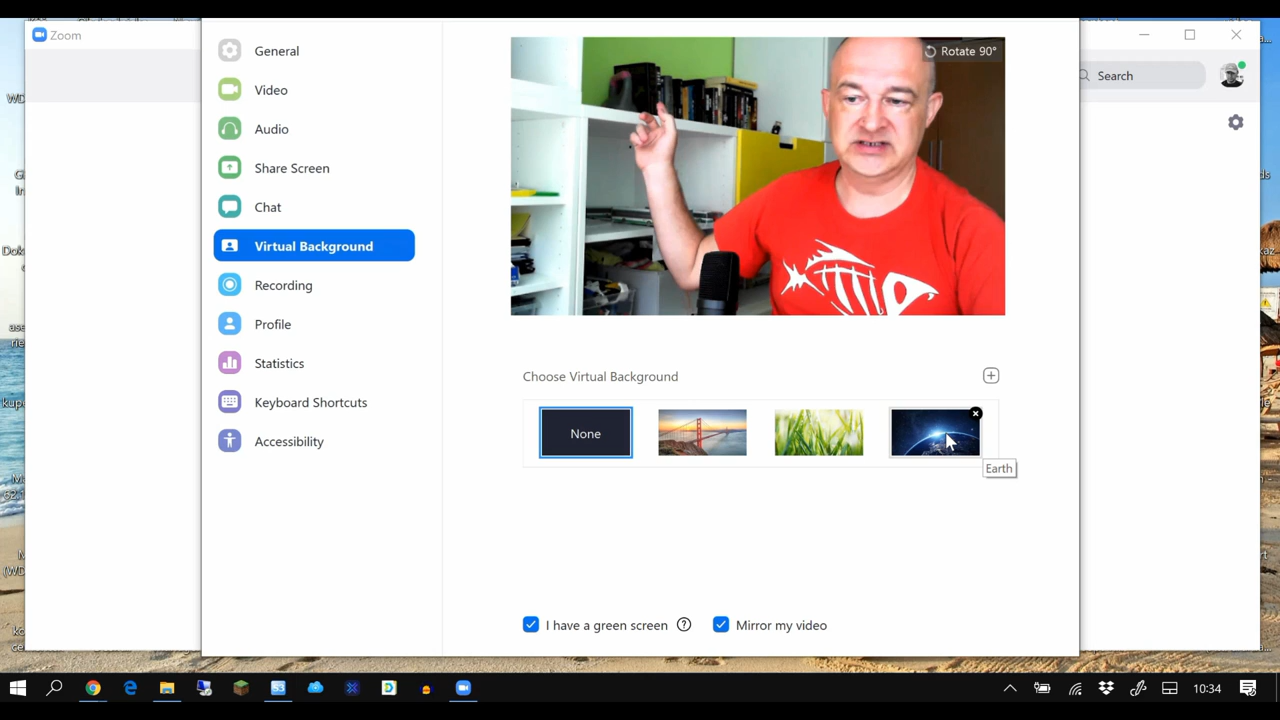 Zoom
General
Video
Audio
Share Screen
Chat
Virtual Background
Recording
Profile
Statistics
Keyboard Shortcuts
Accessibility
Rotate 90°
Search
Choose Virtual Background
None
Earth
I have a green screen
Mirror my video
10:34